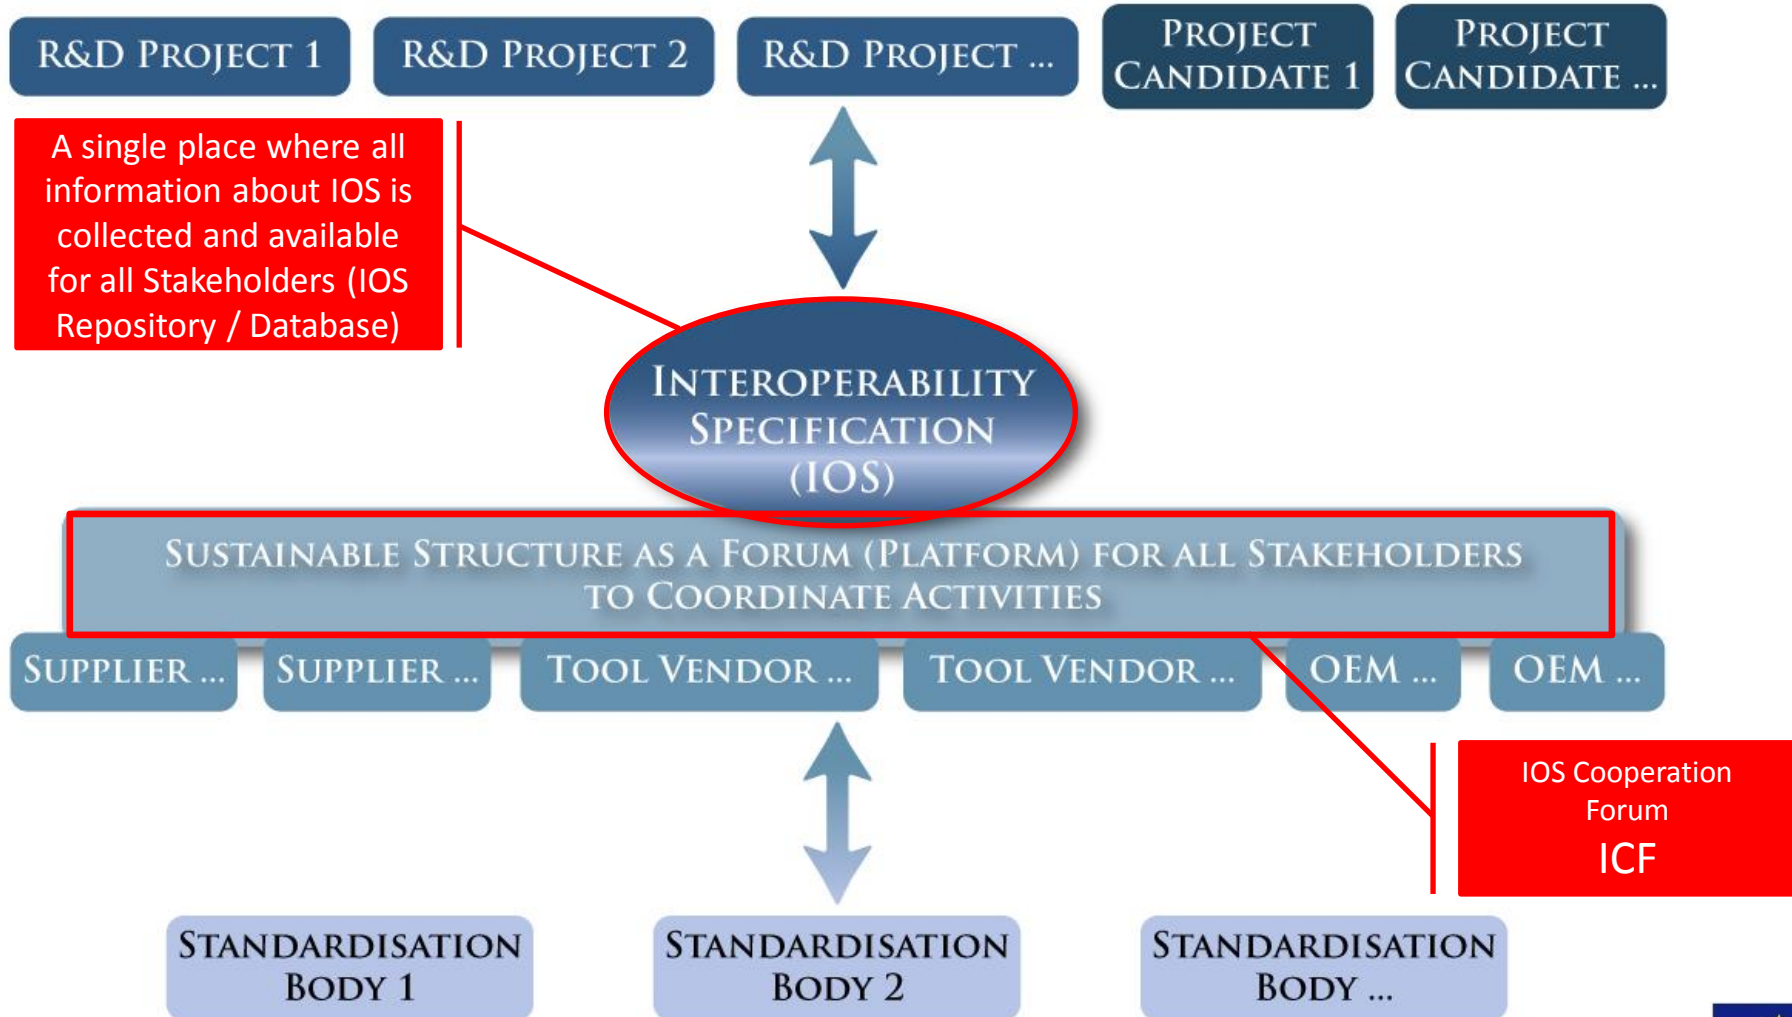 R&D PROJECT 1
R&D PROJECT 2
R&D PROJECT ...
PROJECT
CANDIDATE 1
PROJECT
CANDIDATE ...
A single place where all
information about IOS is
collected and available
for all Stakeholders (IOS
Repository / Database)
INTEROPERABILITY
SPECIFICATION
(IOS)
SUSTAINABLE STRUCTURE AS A FORUM (PLATFORM) FOR ALL STAKEHOLDERS
TO COORDINATE ACTIVITIES
SUPPLIER ...
SUPPLIER ...
TOOL VENDOR ...
TOOL VENDOR ...
OEM ...
OEM ...
IOS Cooperation
Forum
ICF
STANDARDISATION
BODY 1
STANDARDISATION
BODY 2
STANDARDISATION
BODY ...